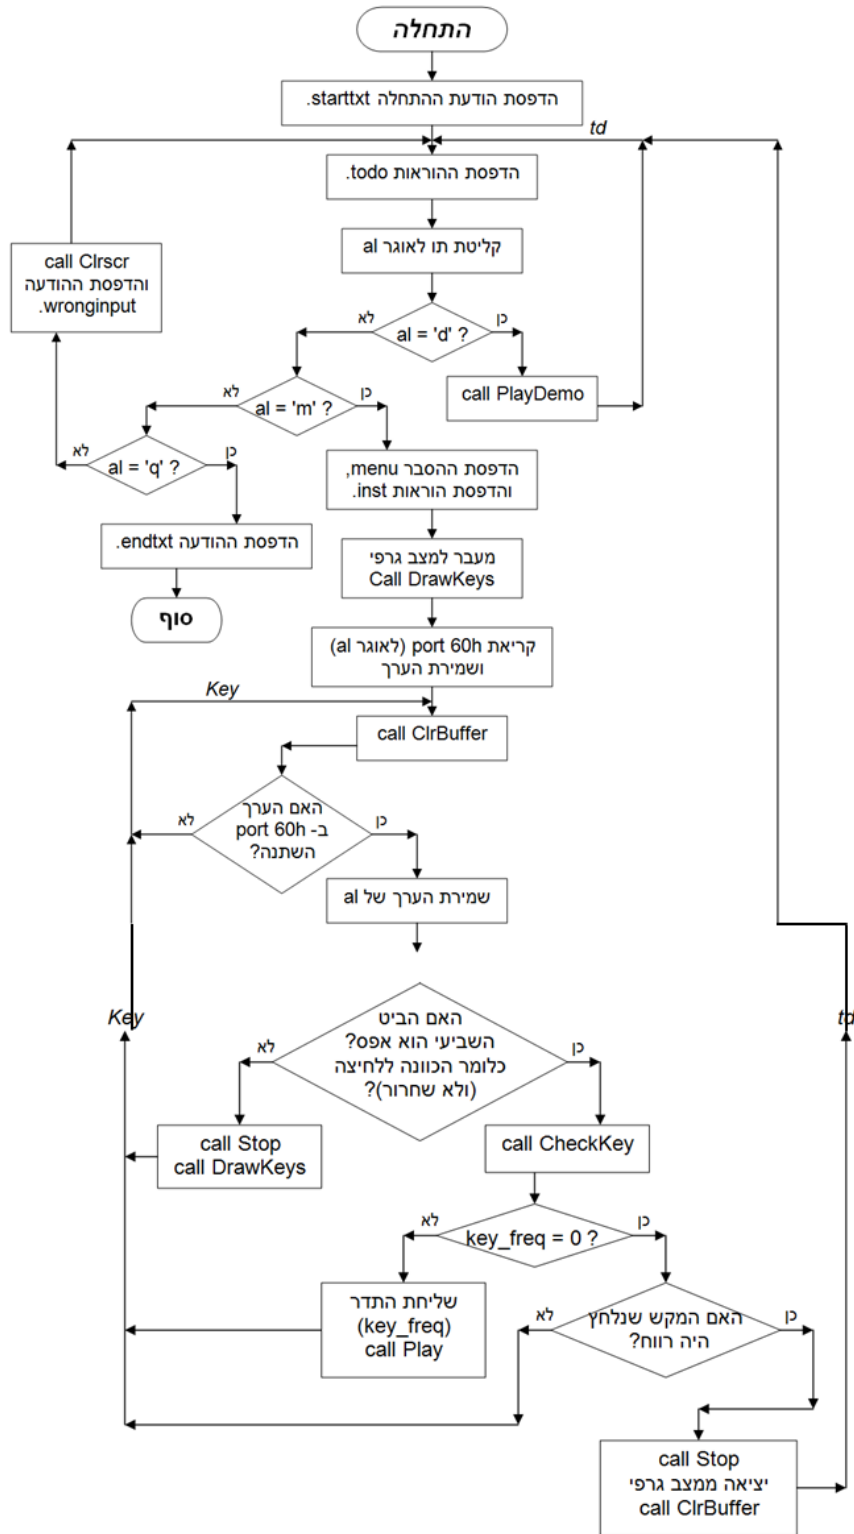 התחלה
הדפסת הודעת ההתחלה starttxt.
td
הדפסת ההוראות todo.
קליטת תו לאוגר al
call Clrscr
והדפסת ההודעה
wronginput.
לא
כן
al = 'd' ?
call PlayDemo
לא
כן
al = 'm' ?
לא
כן
al = 'q' ?
הדפסת ההסבר menu,
והדפסת הוראות inst.
הדפסת ההודעה endtxt.
מעבר למצב גרפי
Call DrawKeys
סוף
קריאת port 60h (לאוגר al)
ושמירת הערך
Key
call ClrBuffer
האם הערך
ב- port 60h
השתנה?
לא
כן
שמירת הערך של al
Key
td
האם הביט
השביעי הוא אפס?
כלומר הכוונה ללחיצה
(ולא שחרור)?
לא
כן
call Stop
call DrawKeys
call CheckKey
לא
כן
key_freq = 0 ?
שליחת התדר
(key_freq)
call Play
האם המקש שנלחץ
היה רווח?
לא
כן
call Stop
יציאה ממצב גרפי
call ClrBuffer